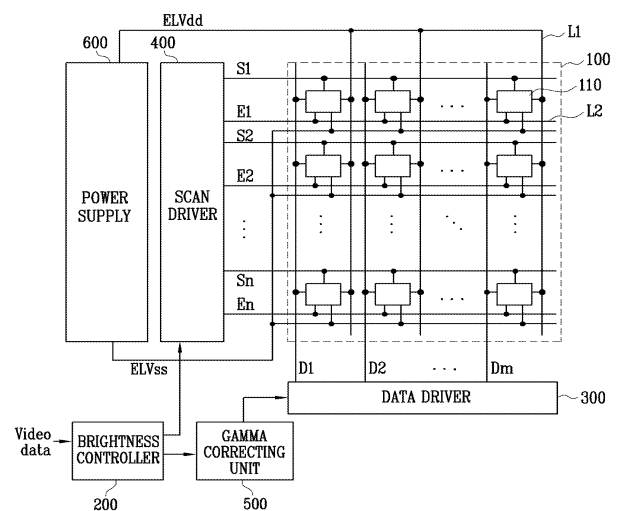 ELVdd
L1
600
400
100
S1
110
E1
L2
S2
E2
POWER
SUPPLY
SCAN
DRIVER
Sn
En
ELVss
D1
D2
Dm
DATA DRIVER
300
Video
data
BRIGHTNESS
CONTROLLER
GAMMA
CORRECTING
UNIT
200
500